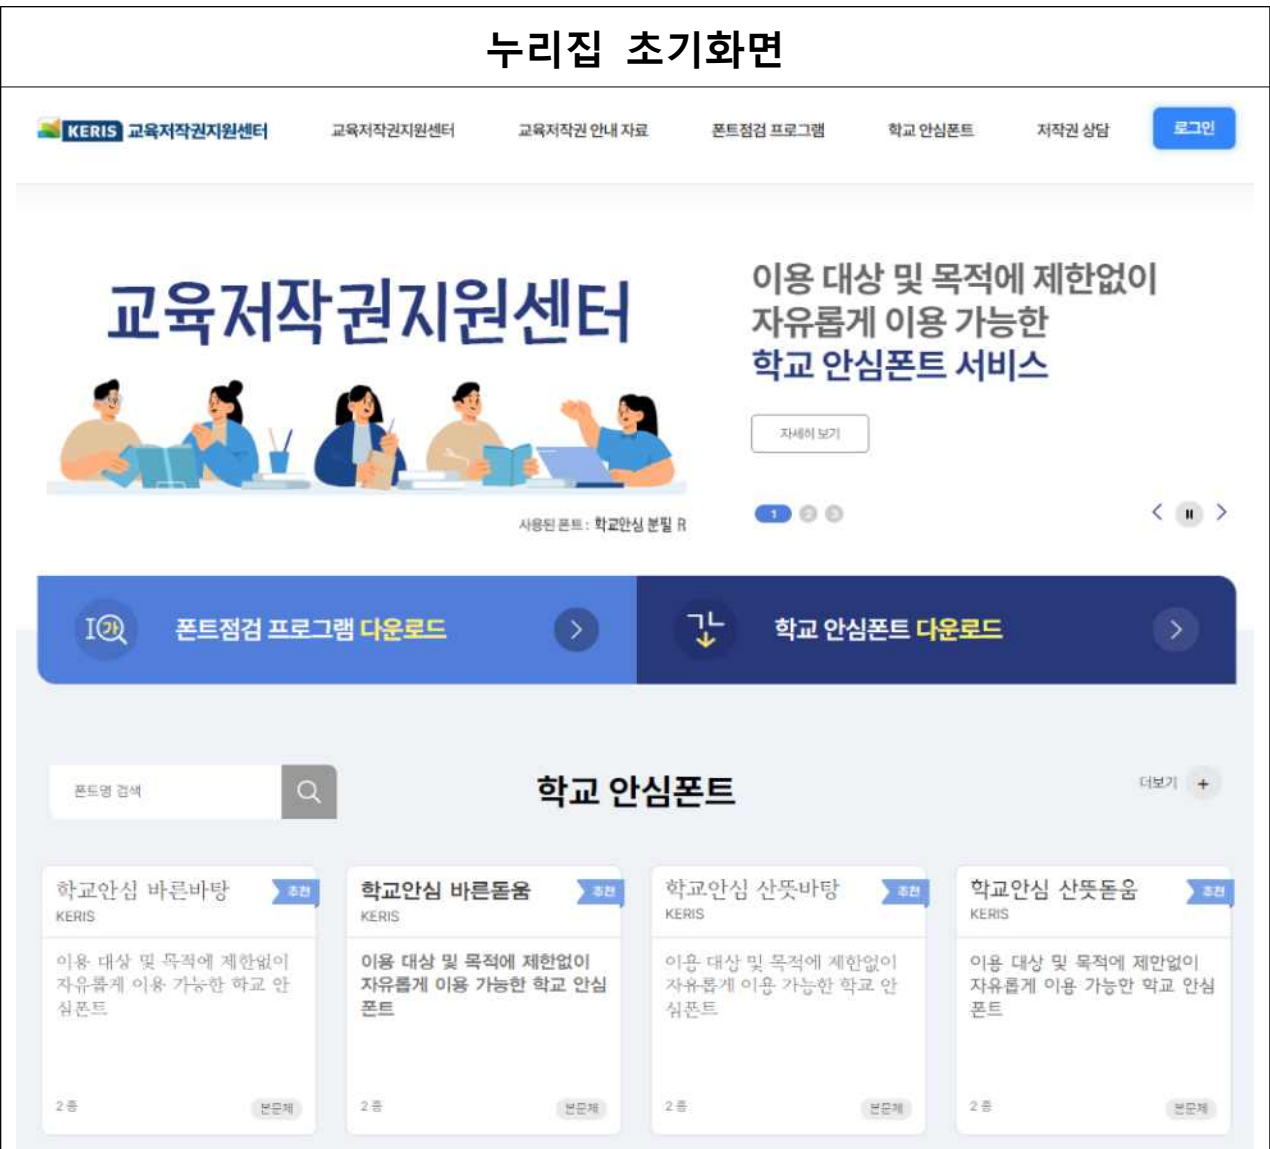 누리집 초기화면
KERIS 교육저작권지원센터
교육저작권지원센터
교육저작권 안내 자료
폰트점검 프로그램
학교 안심폰트
저작권 상담
로그인
교육저작권지원센터
사용된 폰트 : 학교안심 분필 R
이용 대상 및 목적에 제한없이
자유롭게 이용 가능한
학교 안심폰트 서비스
자세히 보기
1 2 3
폰트점검 프로그램 다운로드
학교 안심폰트 다운로드
폰트명 검색
학교 안심폰트
더보기 +
학교안심 바른바탕
추천
KERIS
이용 대상 및 목적에 제한없이
자유롭게 이용 가능한 학교 안
심폰트
2 종
본문체
학교안심 바른돋움
추천
KERIS
이용 대상 및 목적에 제한없이
자유롭게 이용 가능한 학교 안심
폰트
2 종
본문체
학교안심 산뜻바탕
추천
KERIS
이용 대상 및 목적에 제한없이
자유롭게 이용 가능한 학교 안
심폰트
2 종
본문체
학교안심 산뜻돋움
추천
KERIS
이용 대상 및 목적에 제한없이
자유롭게 이용 가능한 학교 안심
폰트
2 종
본문체